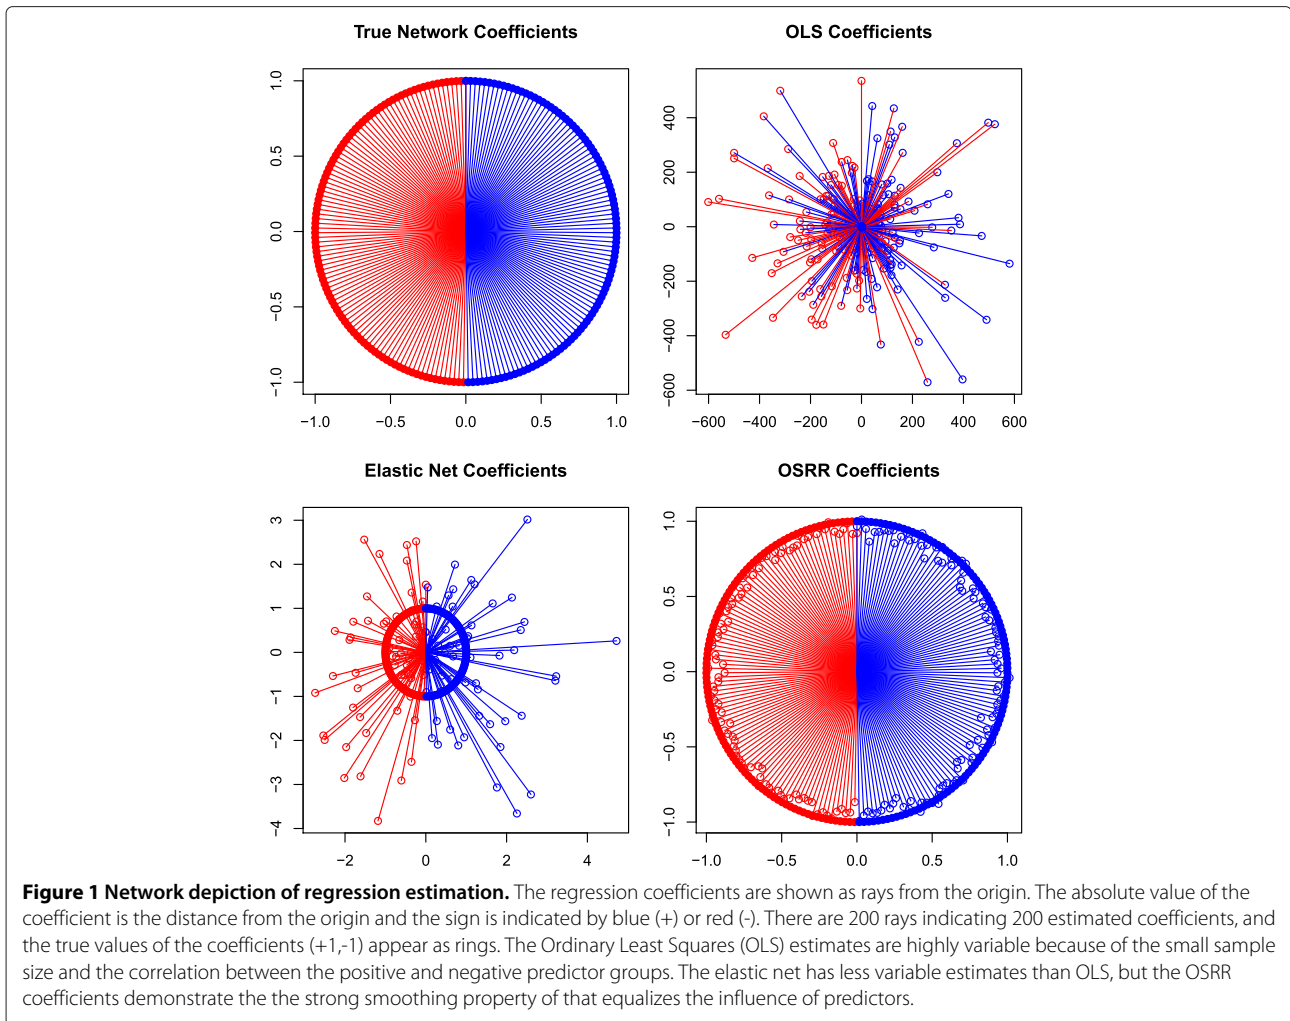 True Network Coefficients
OLS Coefficients
1.0
0.5
0.0
−0.5
−1.0
−1.0 −0.5 0.0 0.5 1.0
400
200
0
−200
−400
−600
−600 −400 −200 0 200 400 600
Elastic Net Coefficients
OSRR Coefficients
3
2
1
0
−1
−2
−3
−4
−2 0 2 4
1.0
0.5
0.0
−0.5
−1.0
−1.0 −0.5 0.0 0.5 1.0
Figure 1 Network depiction of regression estimation. The regression coefficients are shown as rays from the origin. The absolute value of the
coefficient is the distance from the origin and the sign is indicated by blue (+) or red (-). There are 200 rays indicating 200 estimated coefficients, and
the true values of the coefficients (+1,-1) appear as rings. The Ordinary Least Squares (OLS) estimates are highly variable because of the small sample
size and the correlation between the positive and negative predictor groups. The elastic net has less variable estimates than OLS, but the OSRR
coefficients demonstrate the the strong smoothing property of that equalizes the influence of predictors.